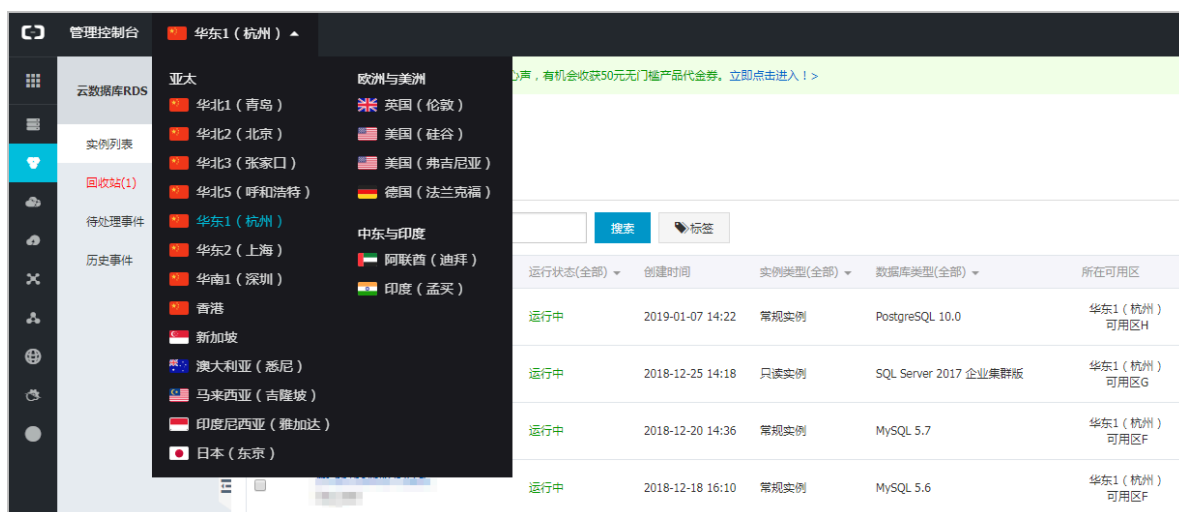 管理控制台
华东1 ( 杭州 )
云数据库RDS
实例列表
回收站(1)
待处理事件
历史事件
亚太
华北1 ( 青岛 )
华北2 ( 北京 )
华北3 ( 张家口 )
华北5 ( 呼和浩特 )
华东1 ( 杭州 )
华东2 ( 上海 )
华南1 ( 深圳 )
香港
新加坡
澳大利亚 ( 悉尼 )
马来西亚 ( 吉隆坡 )
印度尼西亚 ( 雅加达 )
日本 ( 东京 )
欧洲与美洲
英国 ( 伦敦 )
美国 ( 硅谷 )
美国 ( 弗吉尼亚 )
德国 ( 法兰克福 )
中东与印度
阿联酋 ( 迪拜 )
印度 ( 孟买 )
心声，有机会收获50元无门槛产品代金券。立即点击进入！>
搜索
标签
运行状态(全部) 创建时间 实例类型(全部) 数据库类型(全部) 所在可用区
运行中 2019-01-07 14:22 常规实例 PostgreSQL 10.0 华东1 ( 杭州 )
可用区H
运行中 2018-12-25 14:18 只读实例 SQL Server 2017 企业集群版 华东1 ( 杭州 )
可用区G
运行中 2018-12-20 14:36 常规实例 MySQL 5.7 华东1 ( 杭州 )
可用区F
运行中 2018-12-18 16:10 常规实例 MySQL 5.6 华东1 ( 杭州 )
可用区F